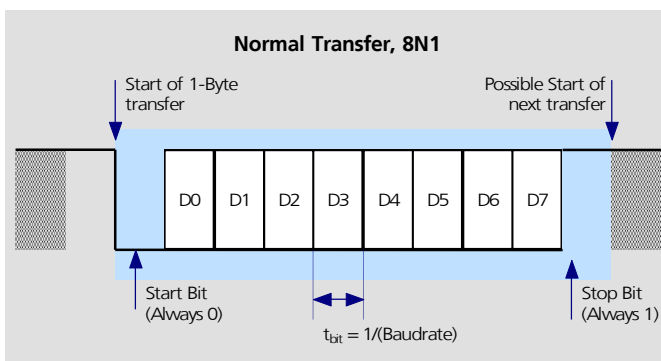 Normal Transfer, 8N1
Start of 1-Byte
transfer
Possible Start of
next transfer
D0 D1 D2 D3 D4 D5 D6 D7
Start Bit
(Always 0)
Stop Bit
(Always 1)
tbit = 1/(Baudrate)